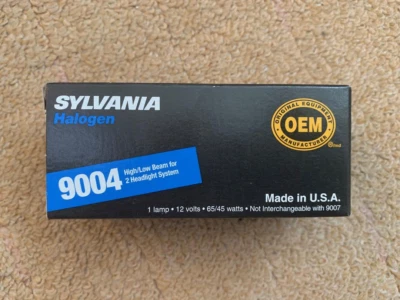 SYLVANIA
Halogen
ORIGINAL EQUIPMENT
OEM
MANUFACTURER
9004
High/Low Beam for
2 Headlight System
Made in U.S.A.
1 lamp • 12 volts • 65/45 watts • Not Interchangeable with 9007